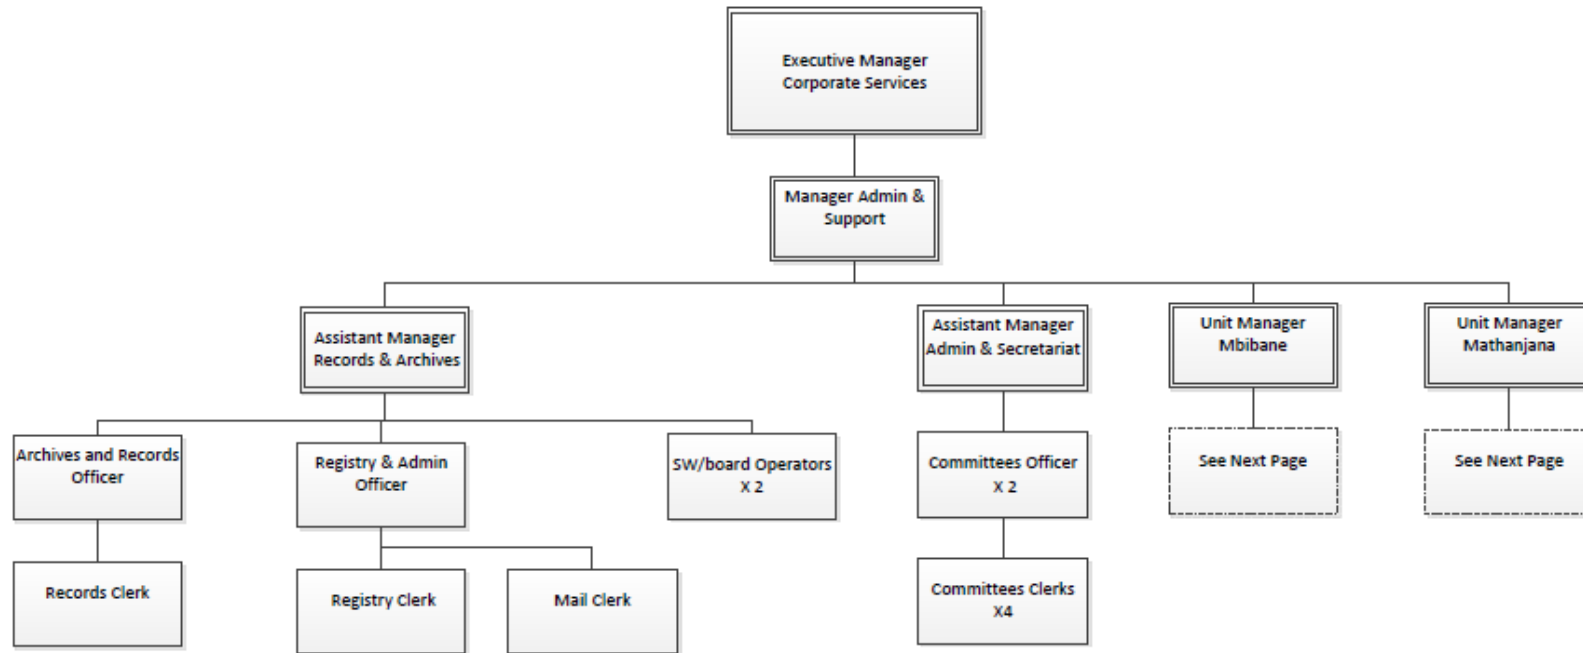 Executive Manager
Corporate Services
Manager Admin &
Support
Assistant Manager
Records & Archives
Assistant Manager
Admin & Secretariat
Unit Manager
Mbibane
Unit Manager
Mathanjana
Archives and Records
Officer
Registry & Admin
Officer
SW/board Operators
X 2
Committees Officer
X 2
See Next Page
See Next Page
Records Clerk
Registry Clerk
Mail Clerk
Committees Clerks
X4